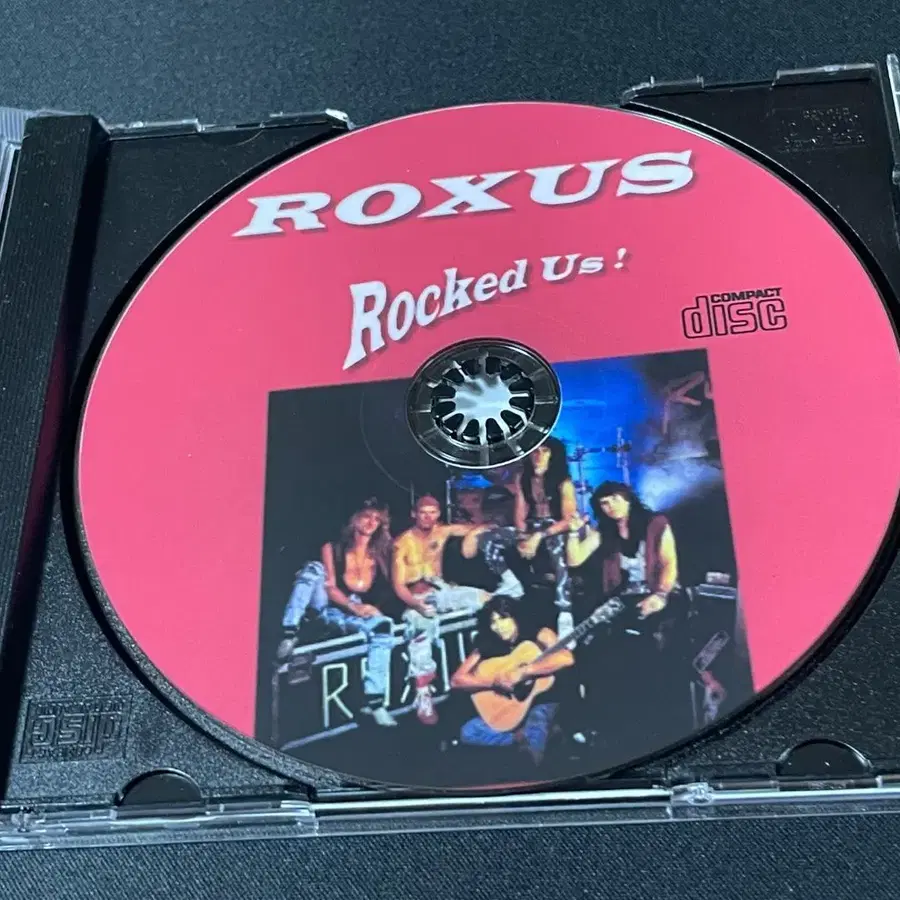 ROXUS
Rocked Us!
COMPACT
disc